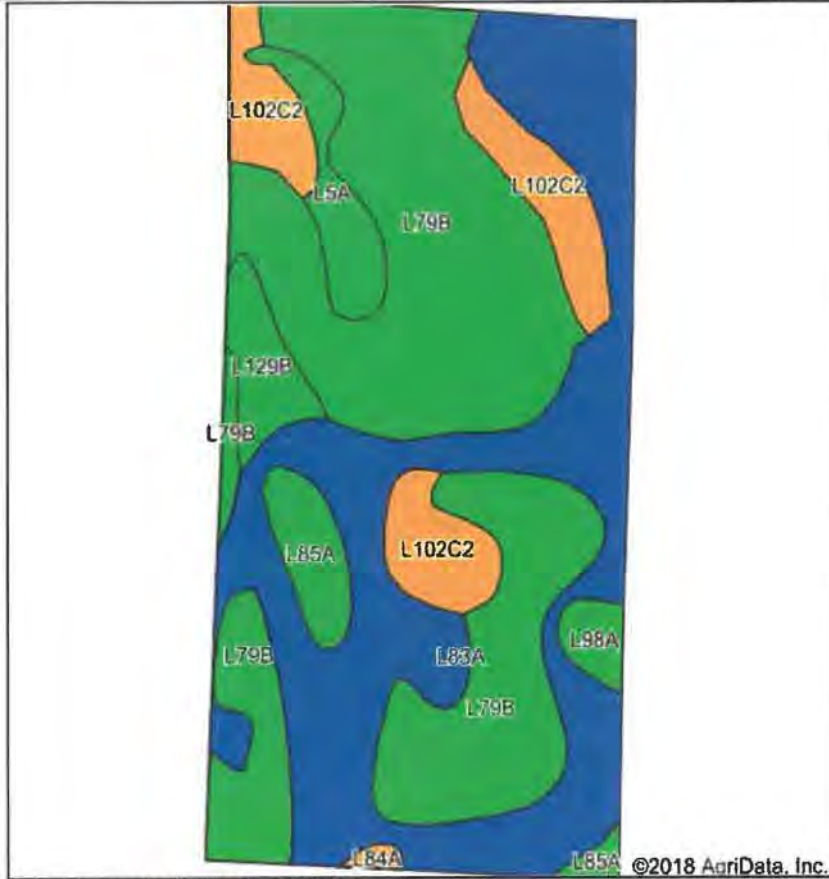 L102C2
L102C2
L5A
L79B
L129B
L79B
L85A
L102C2
L98A
L79B
L83A
L79B
L84A
L85A
©2018 AgriData, Inc.